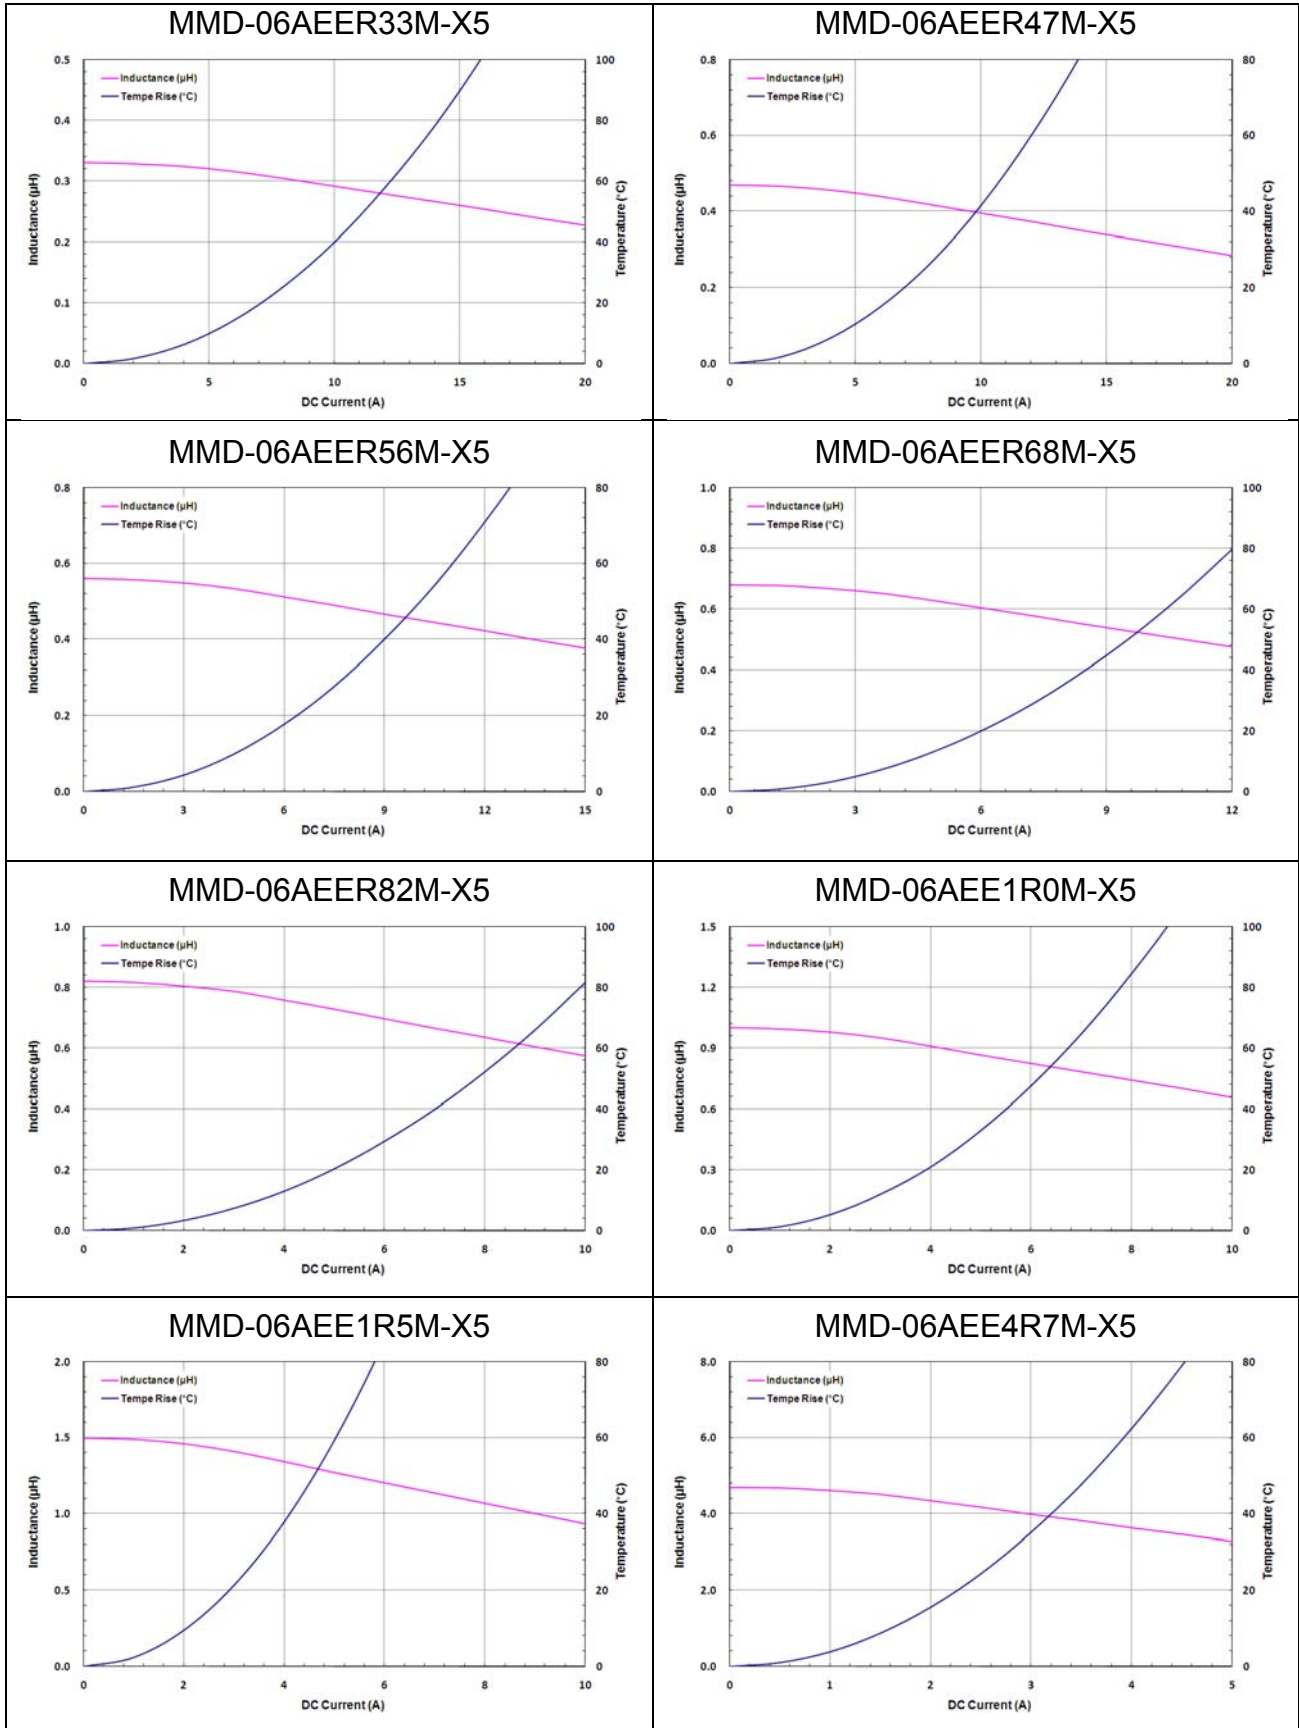 MMD-06AEER33M-X5
0.5
0.4
0.3
0.2
0.1
0.0
Inductance (µH)
Inductance (µH)
Tempe Rise (°C)
100
80
60
40
20
0
Temperature (°C)
0 5 10 15 20
DC Current (A)
MMD-06AEER47M-X5
0.8
0.6
0.4
0.2
0.0
Inductance (µH)
Inductance (µH)
Tempe Rise (°C)
80
60
40
20
0
Temperature (°C)
0 5 10 15 20
DC Current (A)
MMD-06AEER56M-X5
0.8
0.6
0.4
0.2
0.0
Inductance (µH)
Inductance (µH)
Tempe Rise (°C)
80
60
40
20
0
Temperature (°C)
0 3 6 9 12 15
DC Current (A)
MMD-06AEER68M-X5
1.0
0.8
0.6
0.4
0.2
0.0
Inductance (µH)
Inductance (µH)
Tempe Rise (°C)
100
80
60
40
20
0
Temperature (°C)
0 3 6 9 12
DC Current (A)
MMD-06AEER82M-X5
1.0
0.8
0.6
0.4
0.2
0.0
Inductance (µH)
Inductance (µH)
Tempe Rise (°C)
100
80
60
40
20
0
Temperature (°C)
0 2 4 6 8 10
DC Current (A)
MMD-06AEE1R0M-X5
1.5
1.2
0.9
0.6
0.3
0.0
Inductance (µH)
Inductance (µH)
Tempe Rise (°C)
100
80
60
40
20
0
Temperature (°C)
0 2 4 6 8 10
DC Current (A)
MMD-06AEE1R5M-X5
2.0
1.5
1.0
0.5
0.0
Inductance (µH)
Inductance (µH)
Tempe Rise (°C)
80
60
40
20
0
Temperature (°C)
0 2 4 6 8 10
DC Current (A)
MMD-06AEE4R7M-X5
8.0
6.0
4.0
2.0
0.0
Inductance (µH)
Inductance (µH)
Tempe Rise (°C)
80
60
40
20
0
Temperature (°C)
0 1 2 3 4 5
DC Current (A)